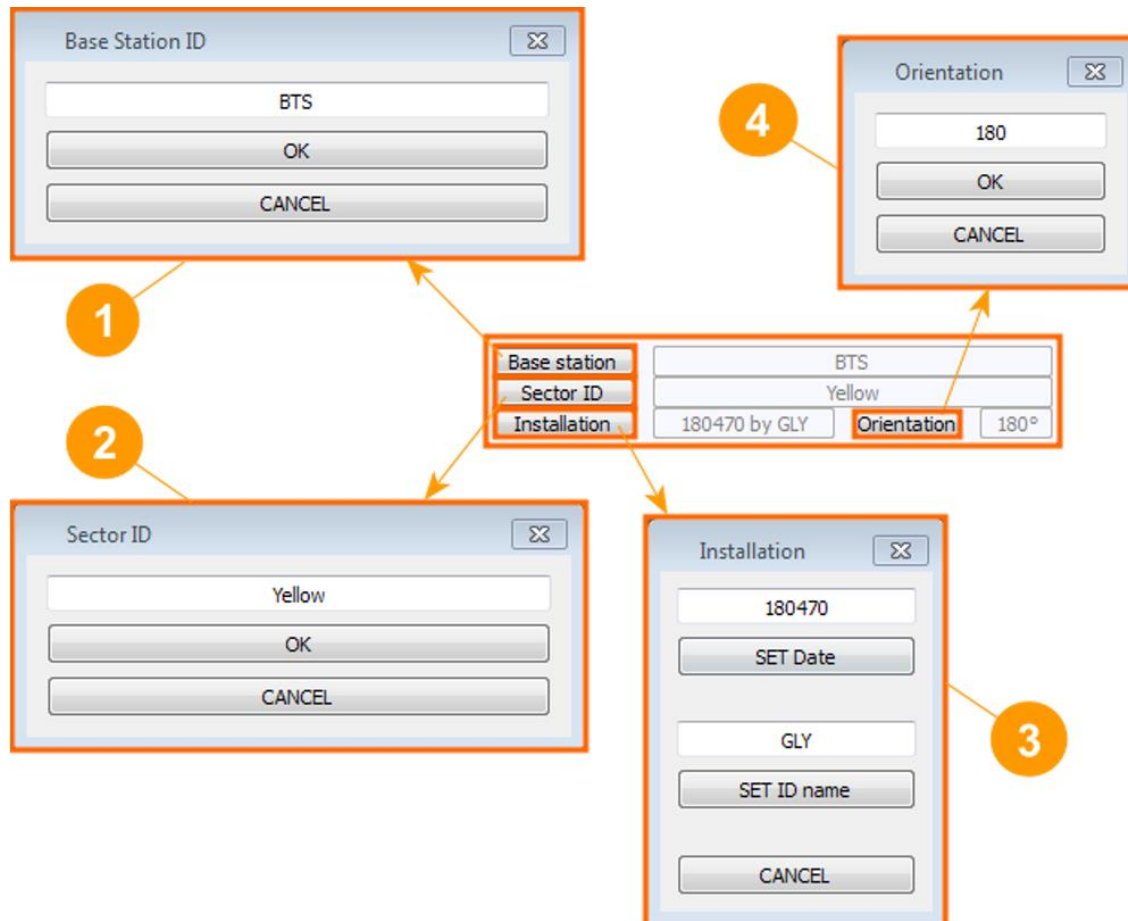 Base Station ID
BTS
OK
CANCEL
1
Orientation
180
OK
CANCEL
4
Base station BTS
Sector ID Yellow
Installation 180470 by GLY Orientation 180°
2
Sector ID
Yellow
OK
CANCEL
Installation
180470
SET Date
GLY
SET ID name
CANCEL
3